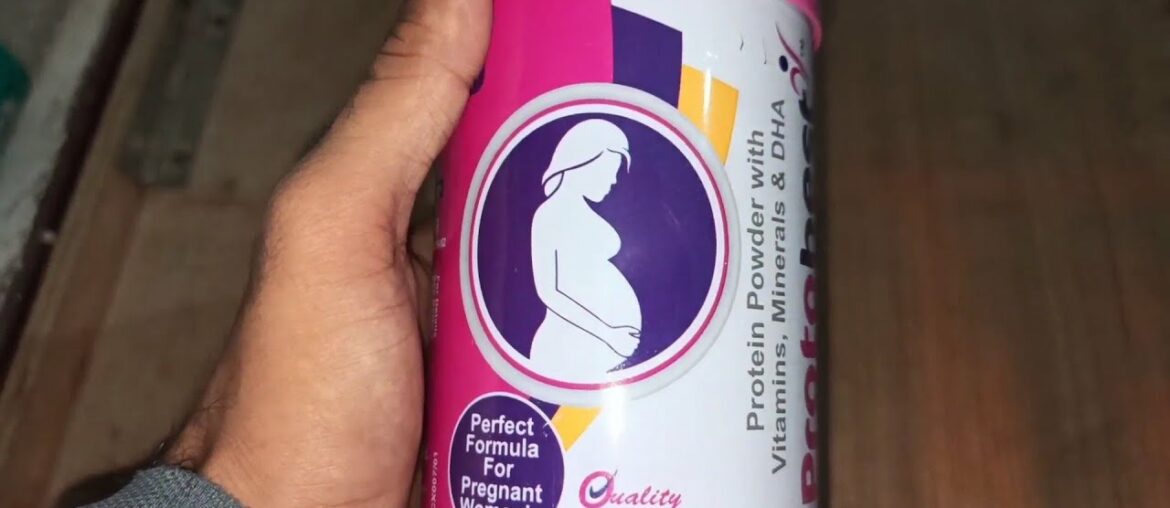 Protein Powder with
Vitamins, Minerals & DHA
Perfect
Formula
For
Pregnant
Quality